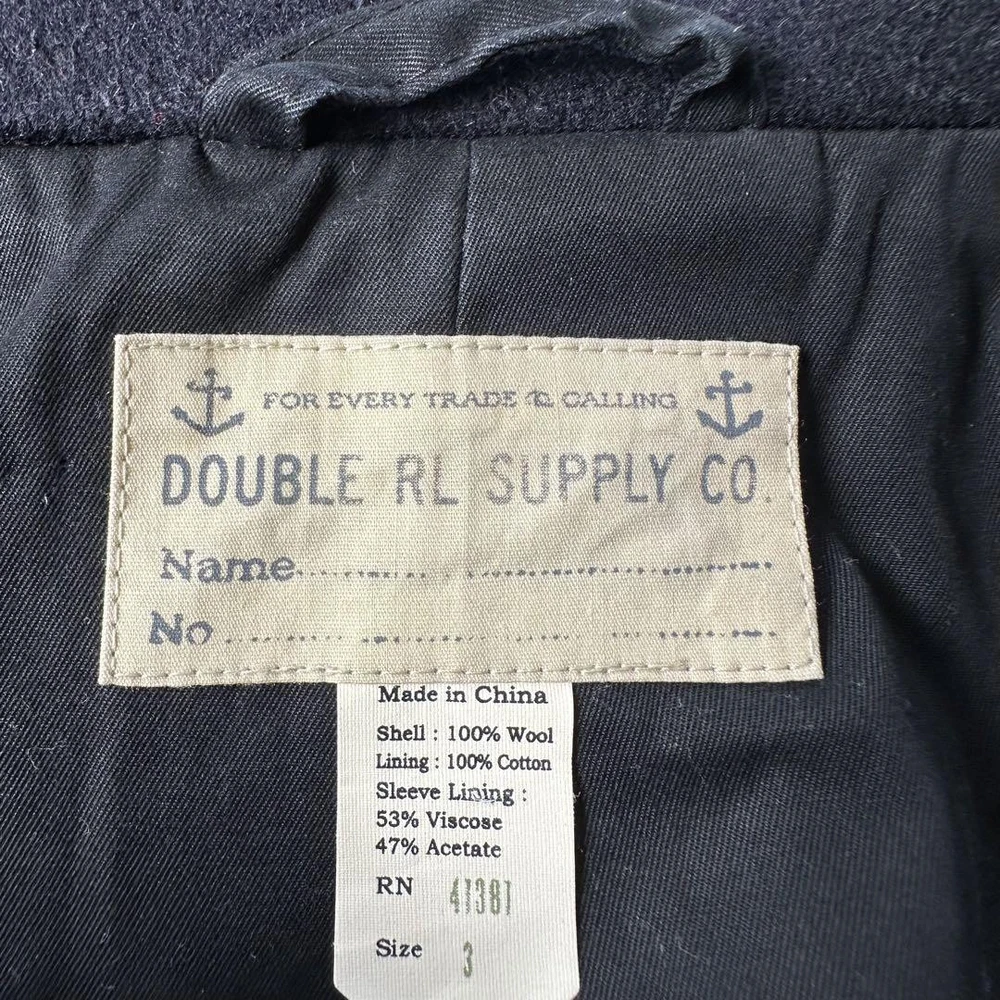 FOR EVERY TRADE & CALLING
DOUBLE RL SUPPLY CO.
Name
No
Made in China
Shell : 100% Wool
Lining : 100% Cotton
Sleeve Lining :
53% Viscose
47% Acetate
RN 41381
Size 3